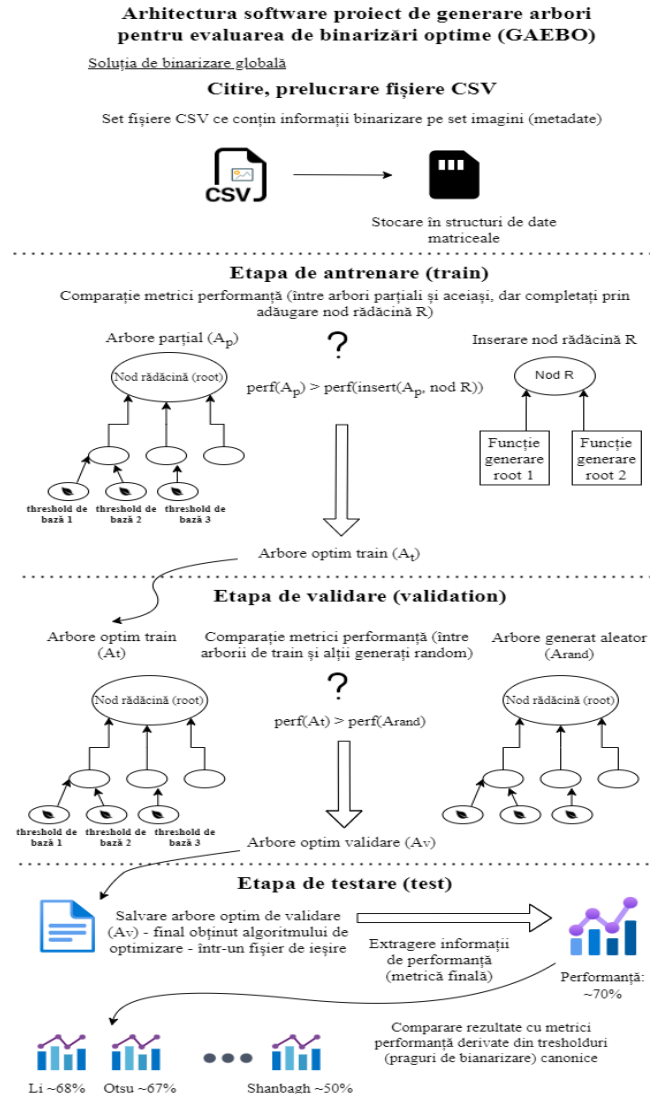 Arhitectura software proiect de generare arbori
pentru evaluarea de binarizări optime (GAEBO)
Soluția de binarizare globală
Citire, prelucrare fișiere CSV
Set fișiere CSV ce conțin informații binarizare pe set imagini (metadate)
CSV
Stocare în structuri de date
matriceale
Etapa de antrenare (train)
Comparație metrici performanță (între arbori parțiali și aceiași, dar completați prin
adăugare nod rădăcină R)
Arbore parțial (Ap)
Nod rădăcină (root)
threshold de
bază 1
threshold de
bază 2
threshold de
bază 3
?
perf(Ap) > perf(insert(Ap, nod R))
Inserare nod rădăcină R
Nod R
Funcție
generare
root 1
Funcție
generare
root 2
Arbore optim train (At)
Etapa de validare (validation)
Arbore optim train
(At)
Nod rădăcină (root)
threshold de
bază 1
threshold de
bază 2
threshold de
bază 3
Comparație metrici performanță (între
arborii de train și alții generați random)
?
perf(At) > perf(Arand)
Arbore generat aleator
(Arand)
Nod rădăcină (root)
Arbore optim validare (Av)
Etapa de testare (test)
Salvare arbore optim de validare
(Av) - final obținut algoritmului de
optimizare - într-un fișier de ieșire
Extragere informații
de performanță
(metrică finală)
Performanță:
~70%
Comparare rezultate cu metrici
performanță derivate din tresholduri
(praguri de bianarizare) canonice
Li ~68%
Otsu ~67%
Shanbagh ~50%